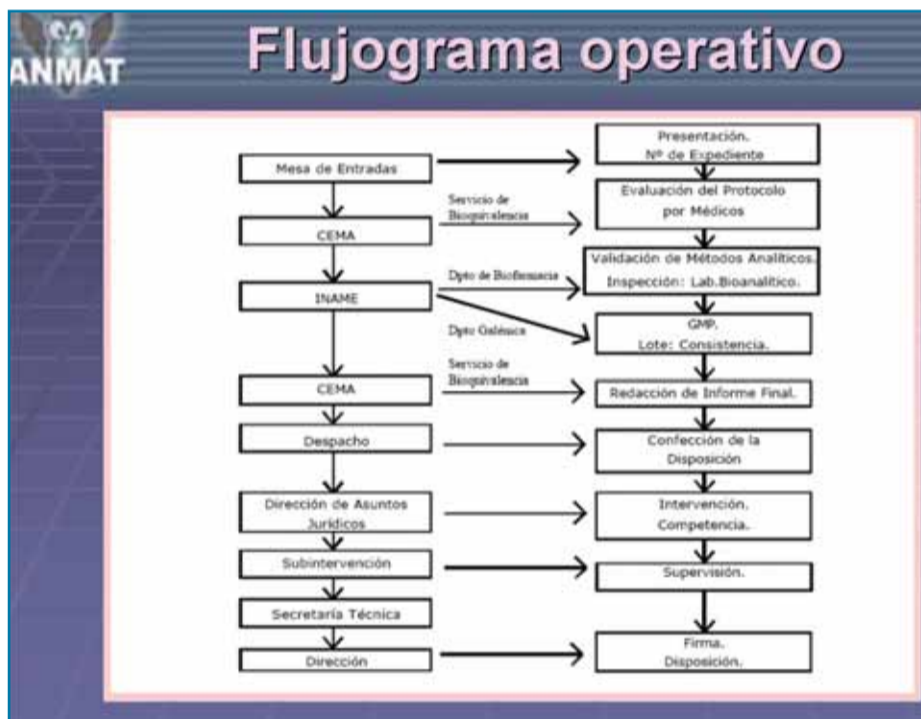 ANMAT
Flujograma operativo
Mesa de Entradas
Presentación.
Nº de Expediente
Servicio de
Bioquivalencia
CEMA
Evaluación del Protocolo
por Médicos
Dpto de Biofarmacia
INAME
Validación de Métodos Analíticos.
Inspección: Lab.Bioanalítico.
Dpto Galénica
GMP.
Lote: Consistencia.
Servicio de
Bioquivalencia
CEMA
Redacción de Informe Final.
Despacho
Confección de la
Disposición
Dirección de Asuntos
Jurídicos
Intervención.
Competencia.
Subintervención
Supervisión.
Secretaría Técnica
Dirección
Firma.
Disposición.